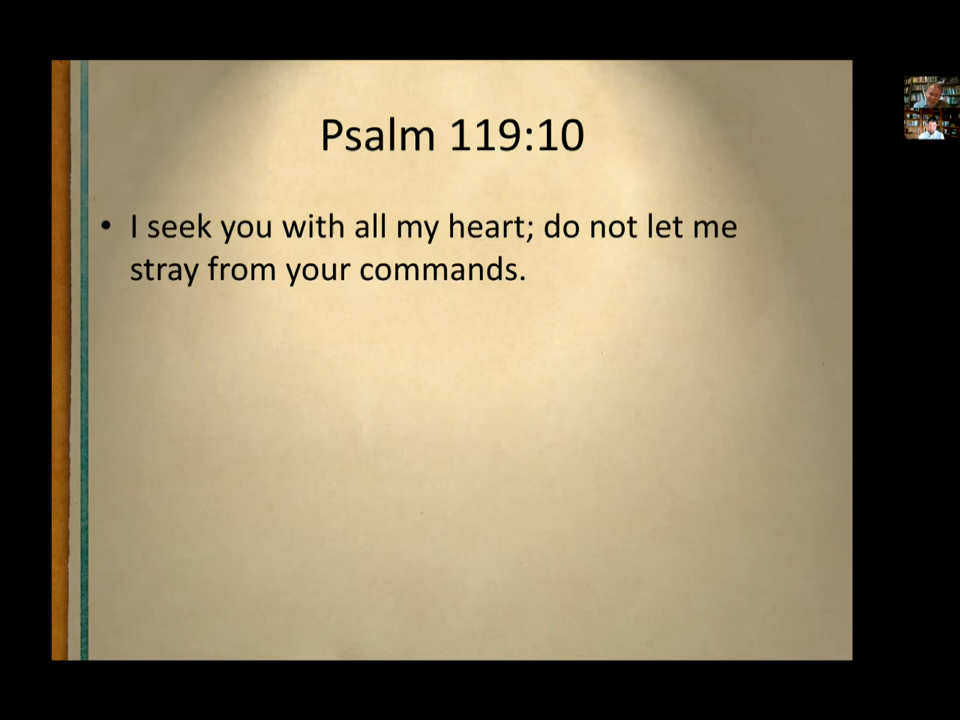 Psalm 119:10
• I seek you with all my heart; do not let me
stray from your commands.